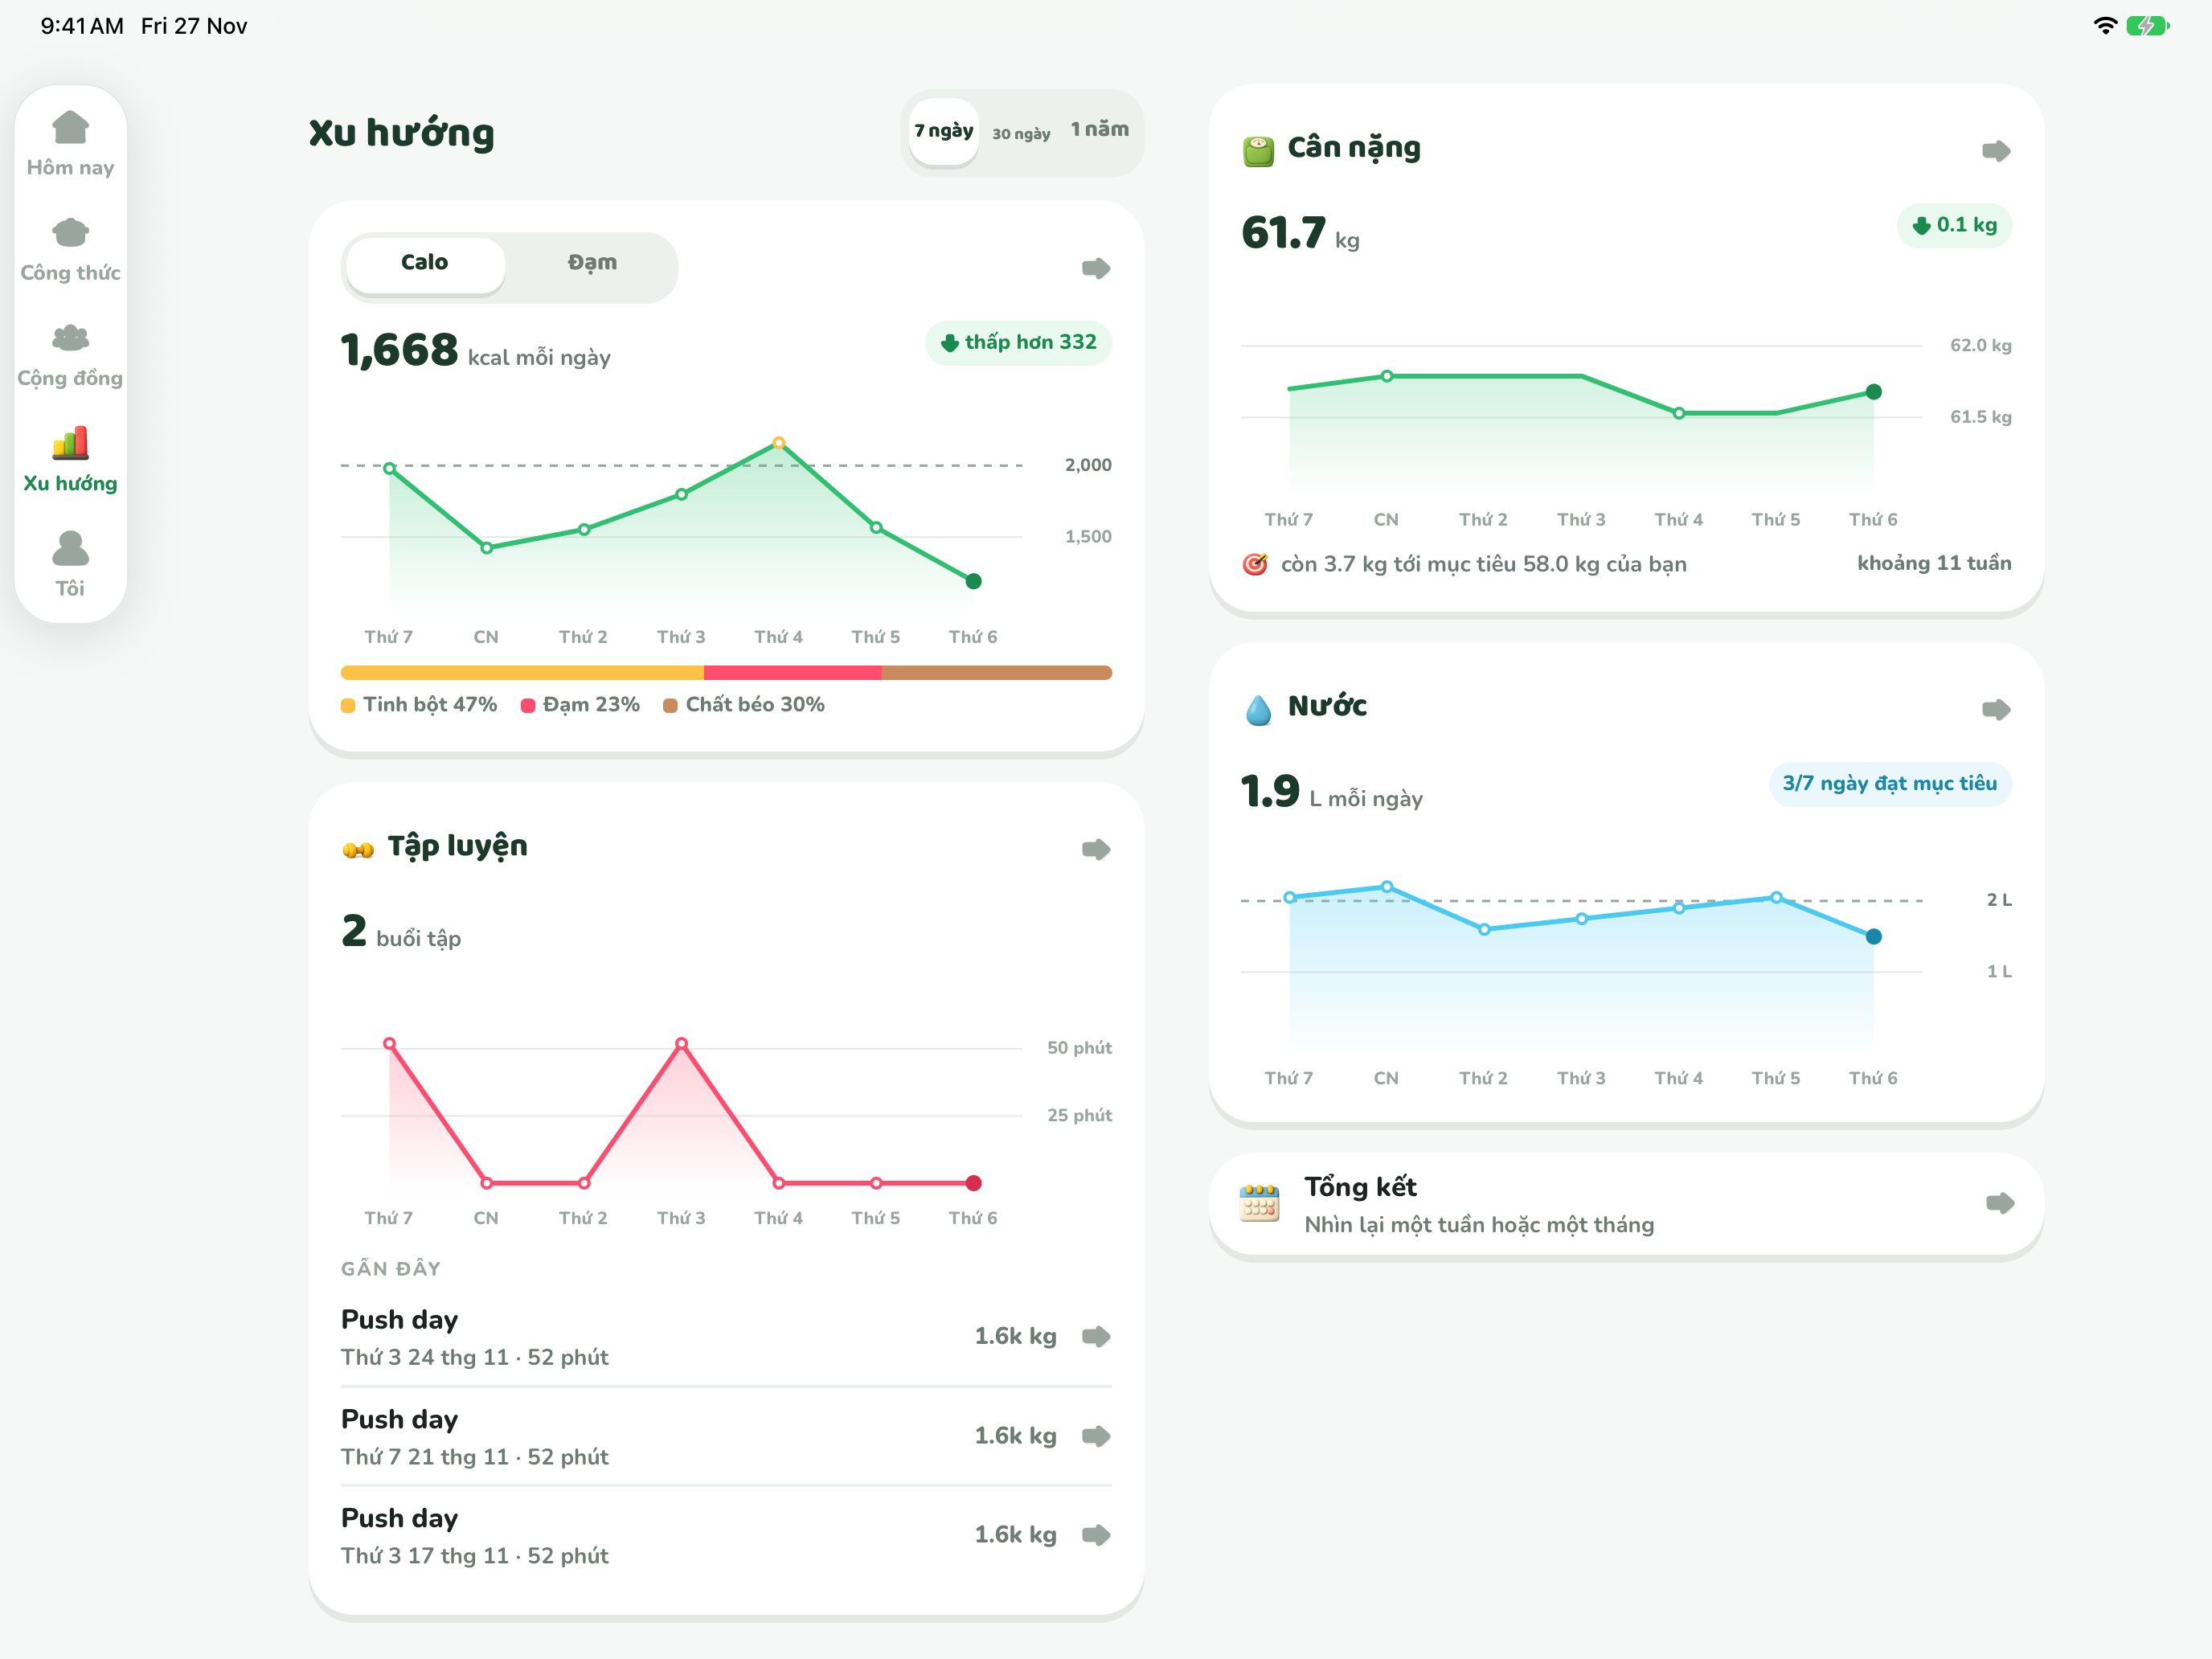 9:41 AM Fri 27 Nov
Hôm nay
Công thức
Cộng đồng
Xu hướng
Tôi
Xu hướng
7 ngày 30 ngày 1 năm
Calo Đạm
1,668 kcal mỗi ngày
thấp hơn 332
2,000
1,500
Thứ 7 CN Thứ 2 Thứ 3 Thứ 4 Thứ 5 Thứ 6
Tinh bột 47% Đạm 23% Chất béo 30%
Tập luyện
2 buổi tập
50 phút
25 phút
Thứ 7 CN Thứ 2 Thứ 3 Thứ 4 Thứ 5 Thứ 6
GẦN ĐÂY
Push day
Thứ 3 24 thg 11 · 52 phút
1.6k kg
Push day
Thứ 7 21 thg 11 · 52 phút
1.6k kg
Push day
Thứ 3 17 thg 11 · 52 phút
1.6k kg
Cân nặng
61.7 kg
0.1 kg
62.0 kg
61.5 kg
Thứ 7 CN Thứ 2 Thứ 3 Thứ 4 Thứ 5 Thứ 6
còn 3.7 kg tới mục tiêu 58.0 kg của bạn
khoảng 11 tuần
Nước
1.9 L mỗi ngày
3/7 ngày đạt mục tiêu
2 L
1 L
Thứ 7 CN Thứ 2 Thứ 3 Thứ 4 Thứ 5 Thứ 6
Tổng kết
Nhìn lại một tuần hoặc một tháng